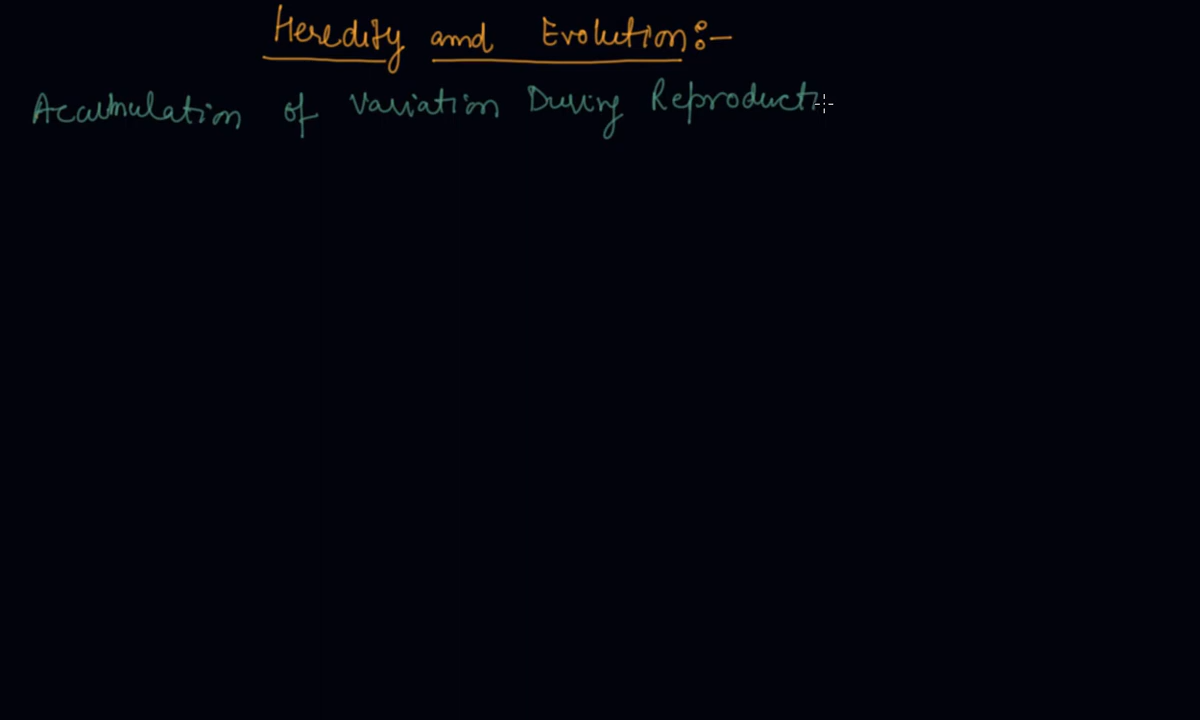 Heredity and Evolution:-
Accumulation of Variation During Reproducti